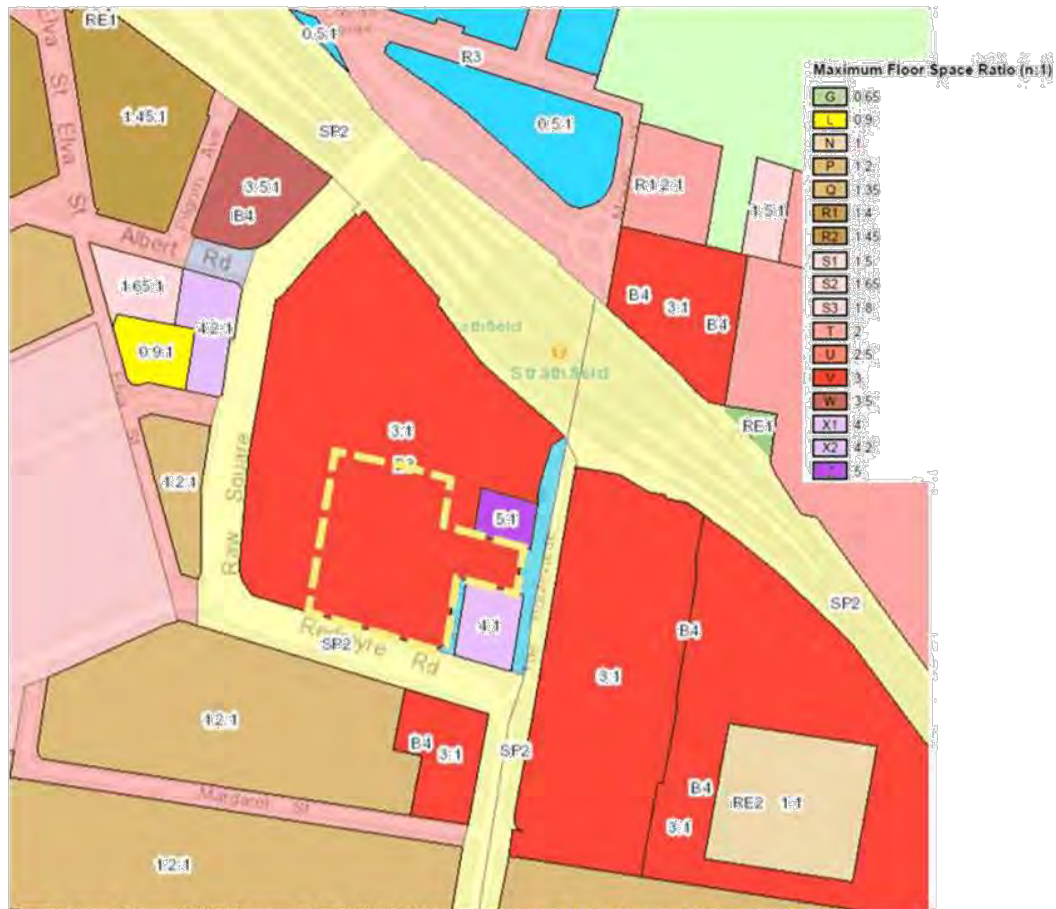 RE1
0.5:1
R3
Elva St
Elva St
1.45:1
SP2
0.5:1
3.5:1
B4
R1 2:1
1.5:1
Albert Rd
1.65:1
4.2:1
0.9:1
B4
3:1
B4
Strathfield
RE1
3:1
B3
1.2:1
Raw Square
5:1
4:1
SP2
Redmyre Rd
SP2
B4
3:1
1.2:1
B4
3:1
SP2
B4
RE2 1:1
3:1
Margaret St
1.2:1
Maximum Floor Space Ratio (n:1)
G 0.65
L 0.9
N 1
P 1.2
Q 1.35
R1 1.4
R2 1.45
S1 1.5
S2 1.65
S3 1.8
T 2
U 2.5
V 3
W 3.5
X1 4
X2 4.2
5